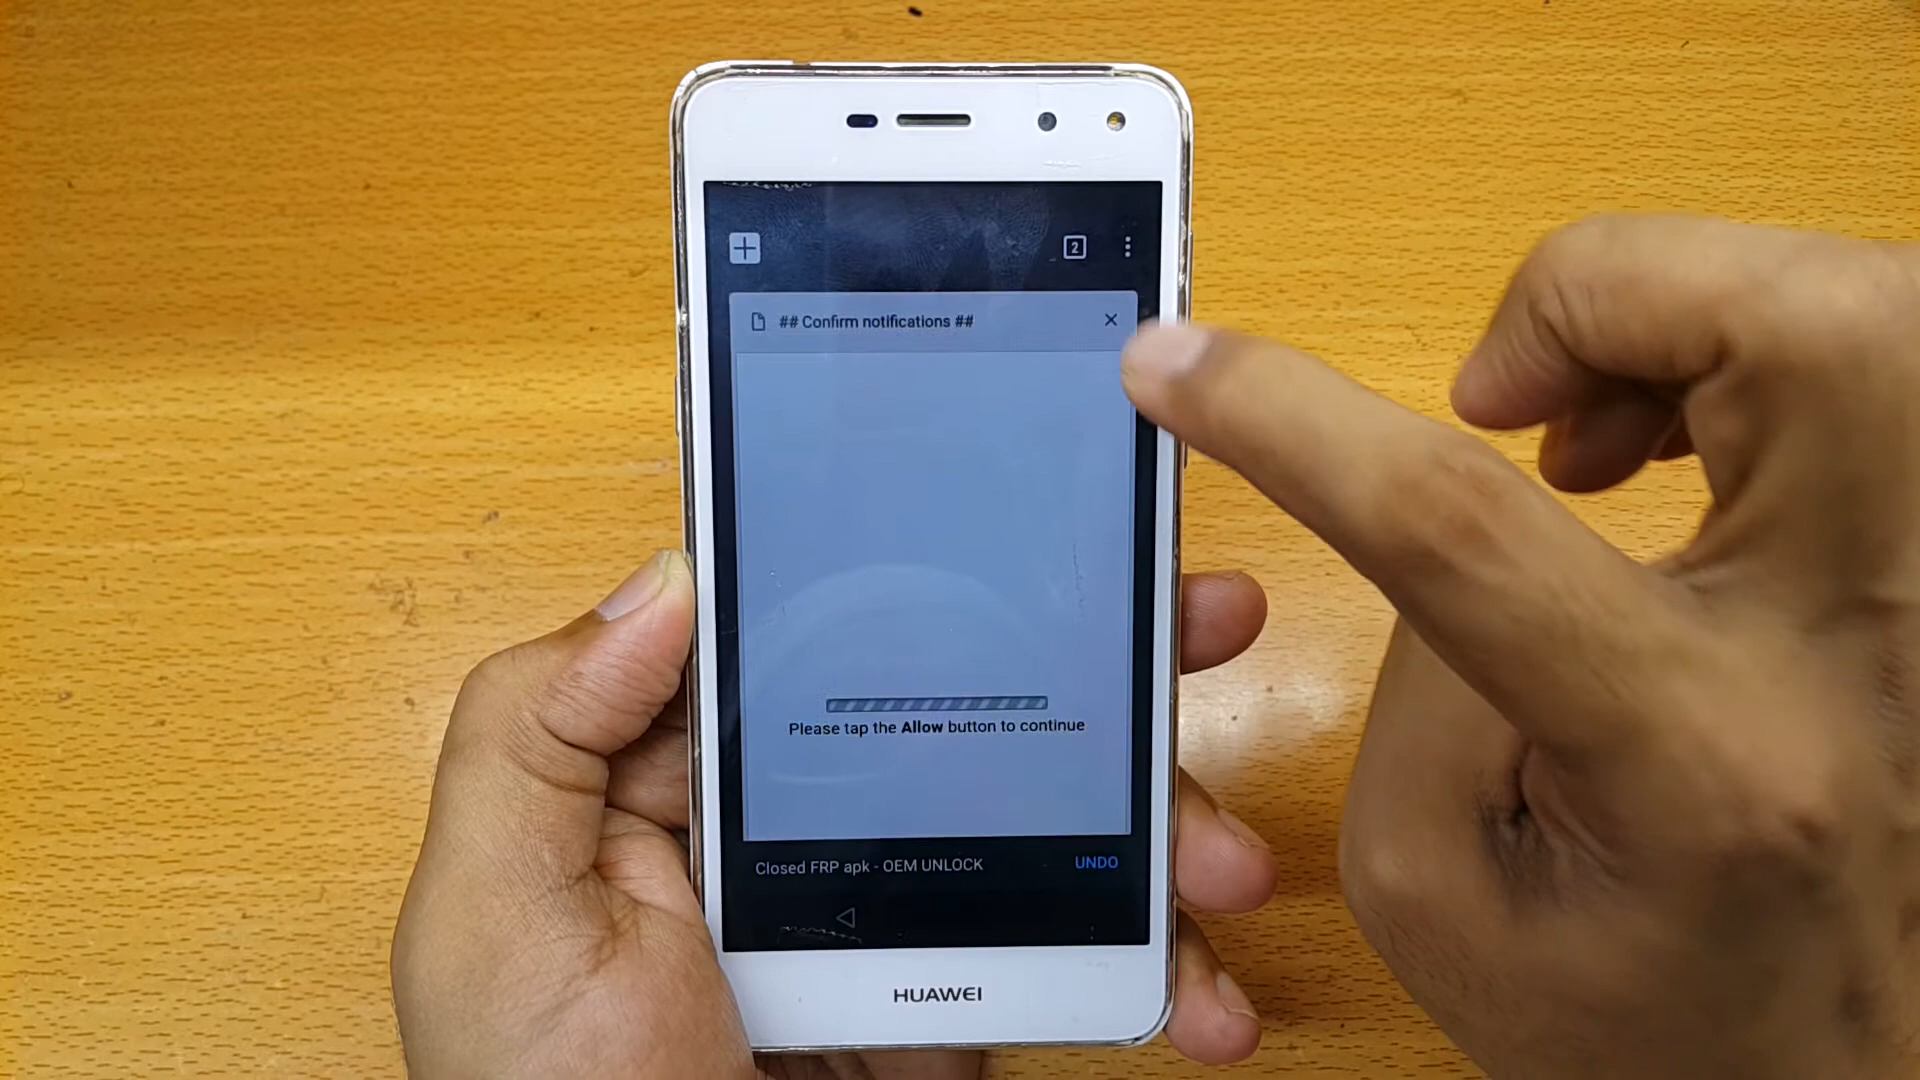 2
## Confirm notifications ##
Please tap the Allow button to continue
Closed FRP apk - OEM UNLOCK UNDO
HUAWEI